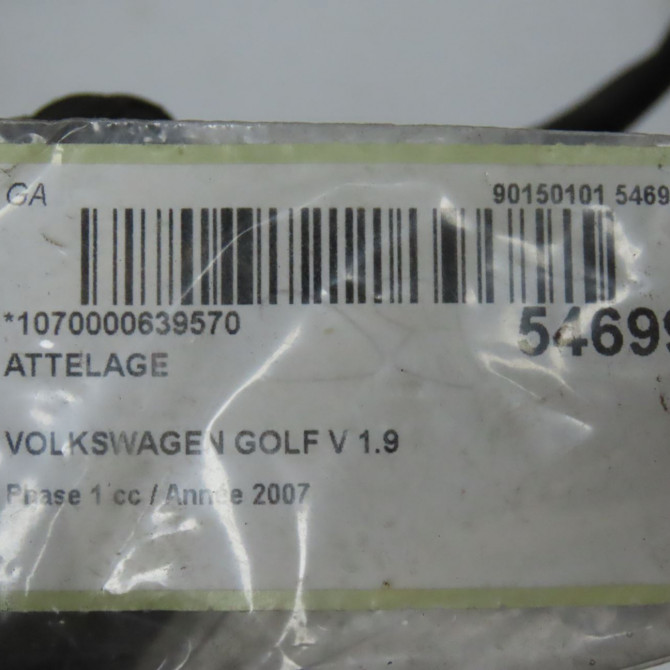 GA 90150101 5469
*1070000639570
54699
ATTELAGE
VOLKSWAGEN GOLF V 1.9
Phase 1 cc / Année 2007